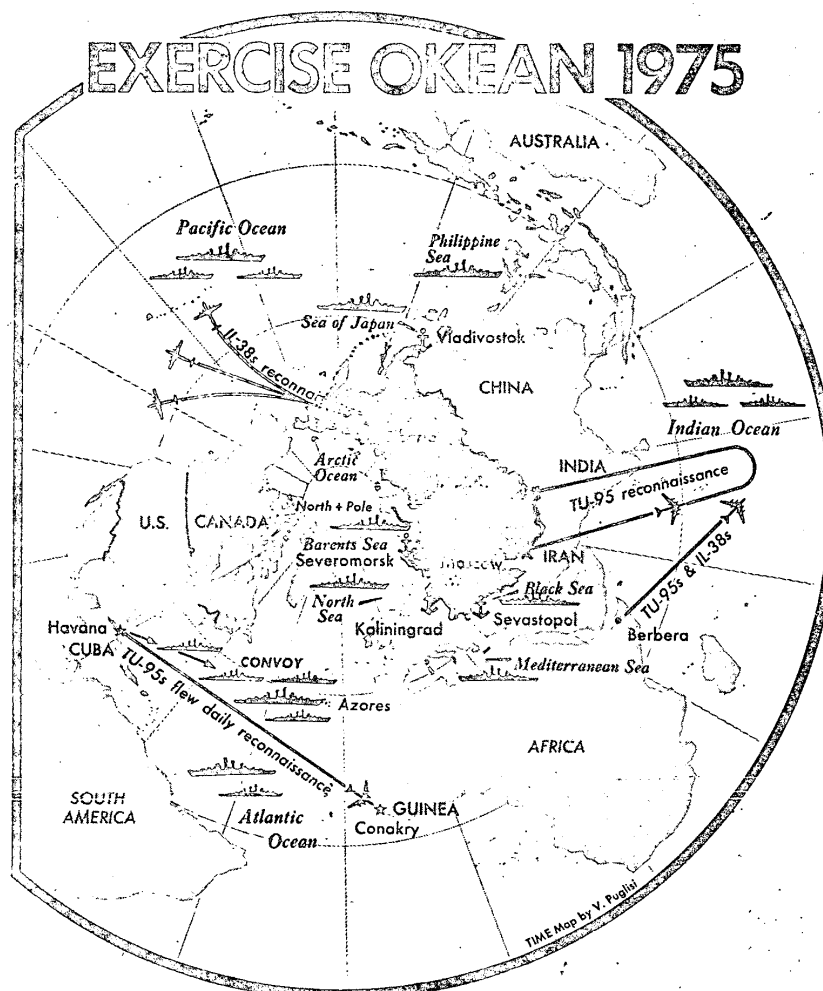 EXERCISE OKEAN 1975
AUSTRALIA
Pacific Ocean
Philippine
Sea
Sea of Japan
Vladivostok
IL-38s reconnai
CHINA
Indian Ocean
INDIA
TU-95 reconnaissance
Arctic
Ocean
North + Pole
U.S.
CANADA
Barents Sea
Severomorsk
Moscow
IRAN
TU-95s & IL-38s
North
Sea
Black Sea
Kaliningrad
Sevastopol
Berbera
Havana
CUBA
CONVOY
Mediterranean Sea
TU-95s flew daily reconnaissance
Azores
AFRICA
SOUTH
AMERICA
Atlantic
Ocean
GUINEA
Conakry
TIME Map by V. Puglisi